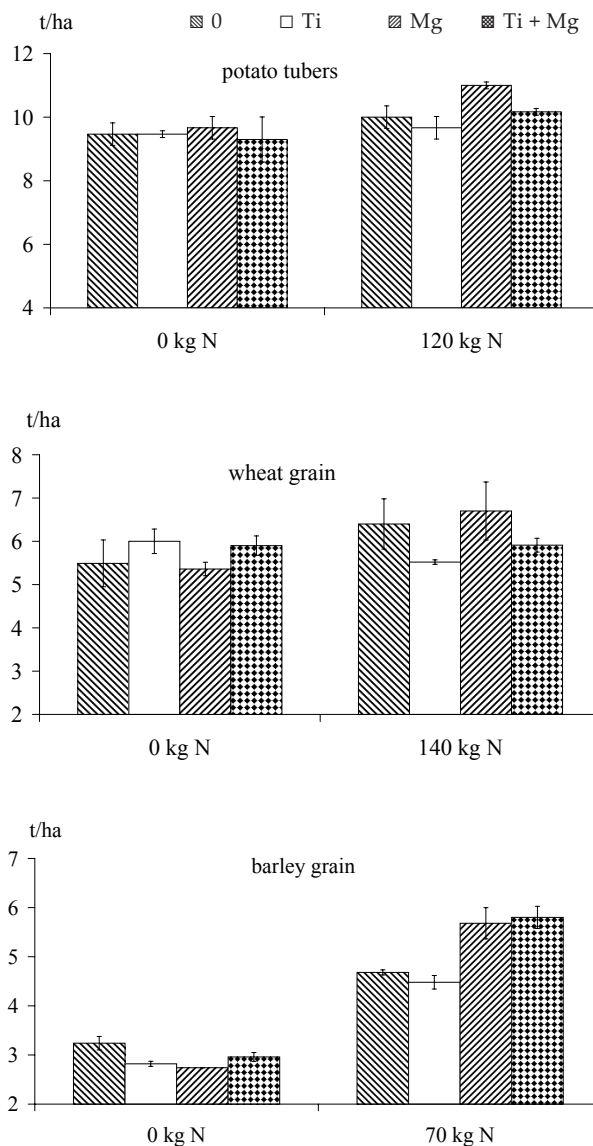 t/ha
0 Ti Mg Ti + Mg
potato tubers
12
10
8
6
4
0 kg N 120 kg N
t/ha
wheat grain
8
7
6
5
4
3
2
0 kg N 140 kg N
t/ha
barley grain
7
6
5
4
3
2
0 kg N 70 kg N